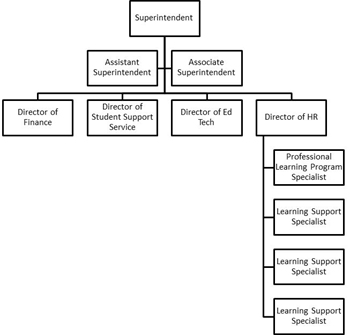 Superintendent
Assistant
Superintendent
Associate
Superintendent
Director of
Finance
Director of
Student Support
Service
Director of Ed
Tech
Director of HR
Professional
Learning Program
Specialist
Learning Support
Specialist
Learning Support
Specialist
Learning Support
Specialist